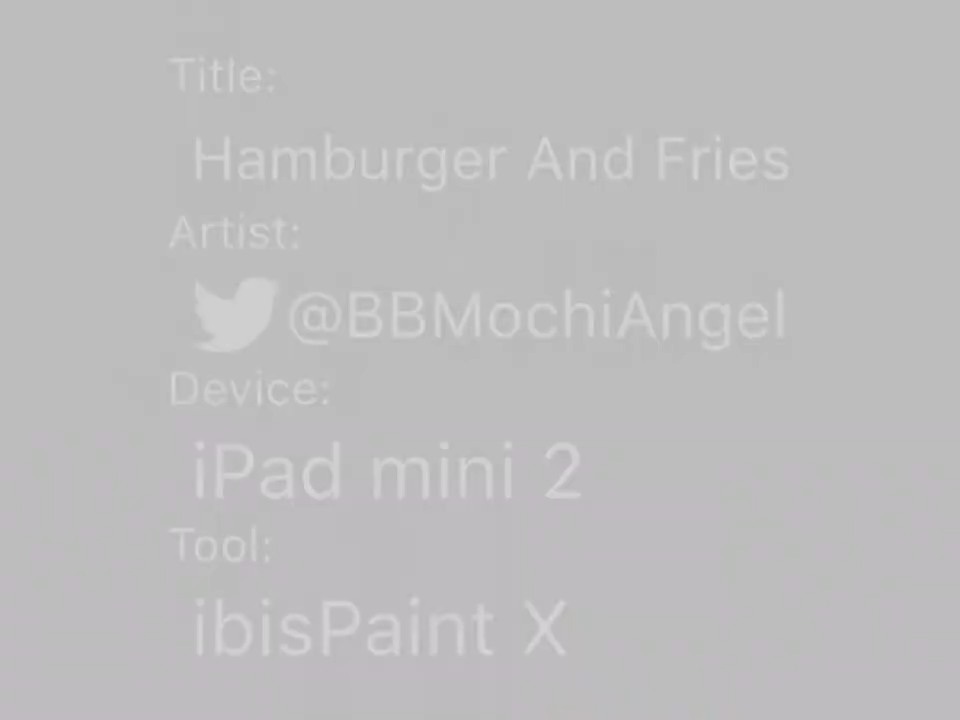 Title:
Hamburger And Fries
Artist:
@BBMochiAngel
Device:
iPad mini 2
Tool:
ibisPaint X